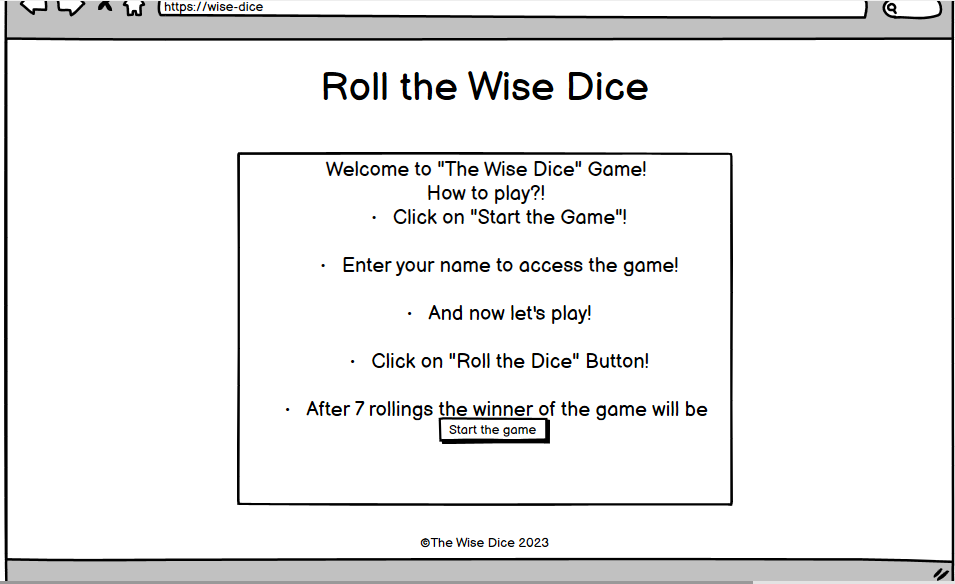 https://wise-dice
Roll the Wise Dice
Welcome to "The Wise Dice" Game!
How to play?!
· Click on "Start the Game"!
· Enter your name to access the game!
· And now let's play!
· Click on "Roll the Dice" Button!
· After 7 rollings the winner of the game will be
Start the game
©The Wise Dice 2023